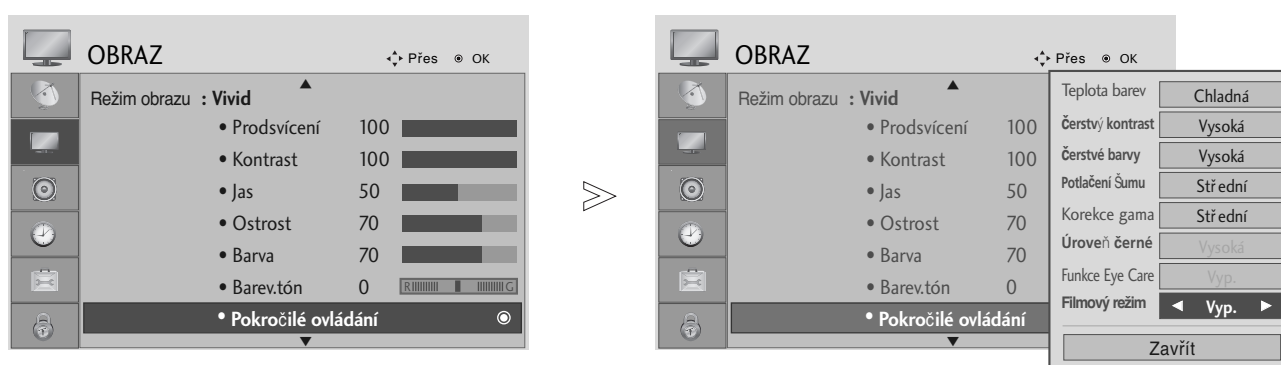 OBRAZ Přes OK
Režim obrazu : Vivid
• Prodsvícení 100
• Kontrast 100
• Jas 50
• Ostrost 70
• Barva 70
• Barev.tón 0 R G
• Pokročilé ovládání
OBRAZ Přes OK
Režim obrazu : Vivid
• Prodsvícení 100
• Kontrast 100
• Jas 50
• Ostrost 70
• Barva 70
• Barev.tón 0
• Pokročilé ovládání
Teplota barev Chladná
Čerstvý kontrast Vysoká
Čerstvé barvy Vysoká
Potlačení Šumu Střední
Korekce gama Střední
Úroveň černé Vysoká
Funkce Eye Care Vyp.
Filmový režim ◄ Vyp. ►
Zavřít